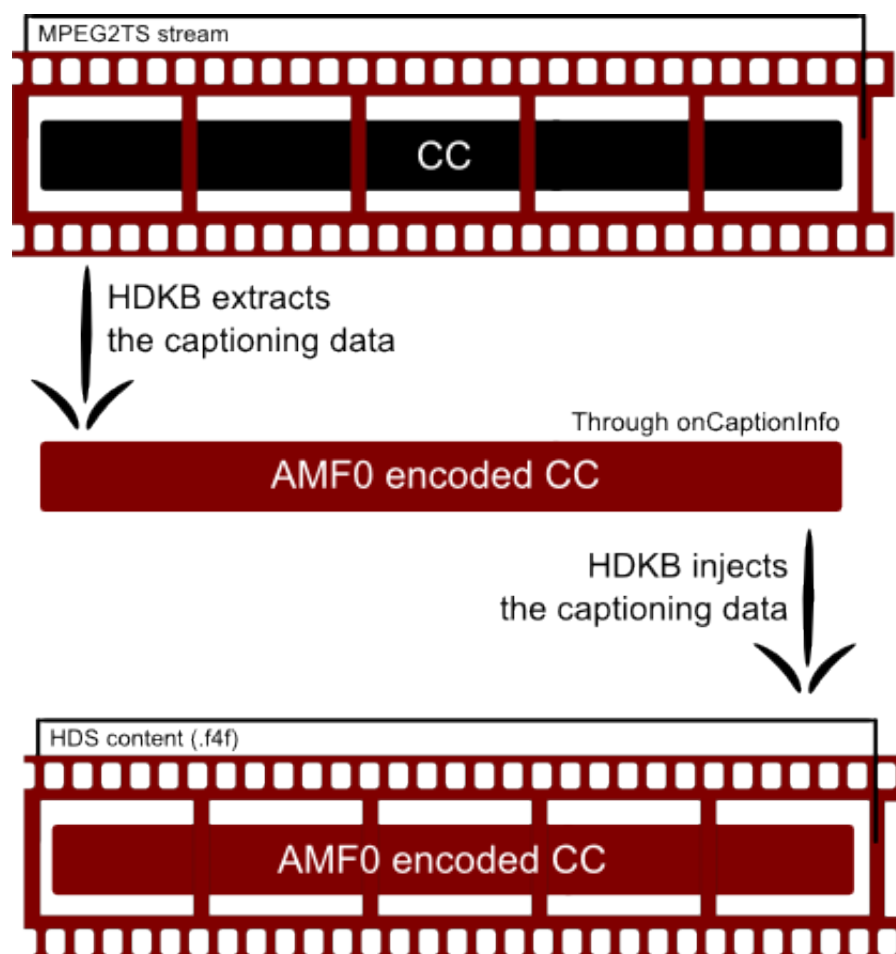 MPEG2TS stream
CC
HDKB extracts
the captioning data
Through onCaptionInfo
AMF0 encoded CC
HDKB injects
the captioning data
HDS content (.f4f)
AMF0 encoded CC